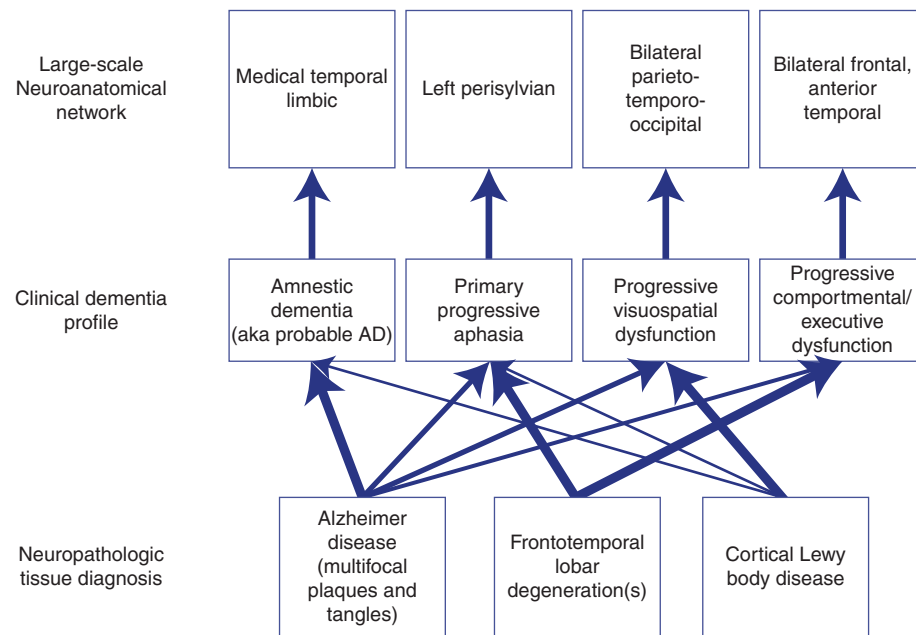 Large-scale
Neuroanatomical
network
Medical temporal
limbic
Left perisylvian
Bilateral
parieto-
temporo-
occipital
Bilateral frontal,
anterior
temporal
Clinical dementia
profile
Amnestic
dementia
(aka probable AD)
Primary
progressive
aphasia
Progressive
visuospatial
dysfunction
Progressive
comportmental/
executive
dysfunction
Neuropathologic
tissue diagnosis
Alzheimer
disease
(multifocal
plaques and
tangles)
Frontotemporal
lobar
degeneration(s)
Cortical Lewy
body disease